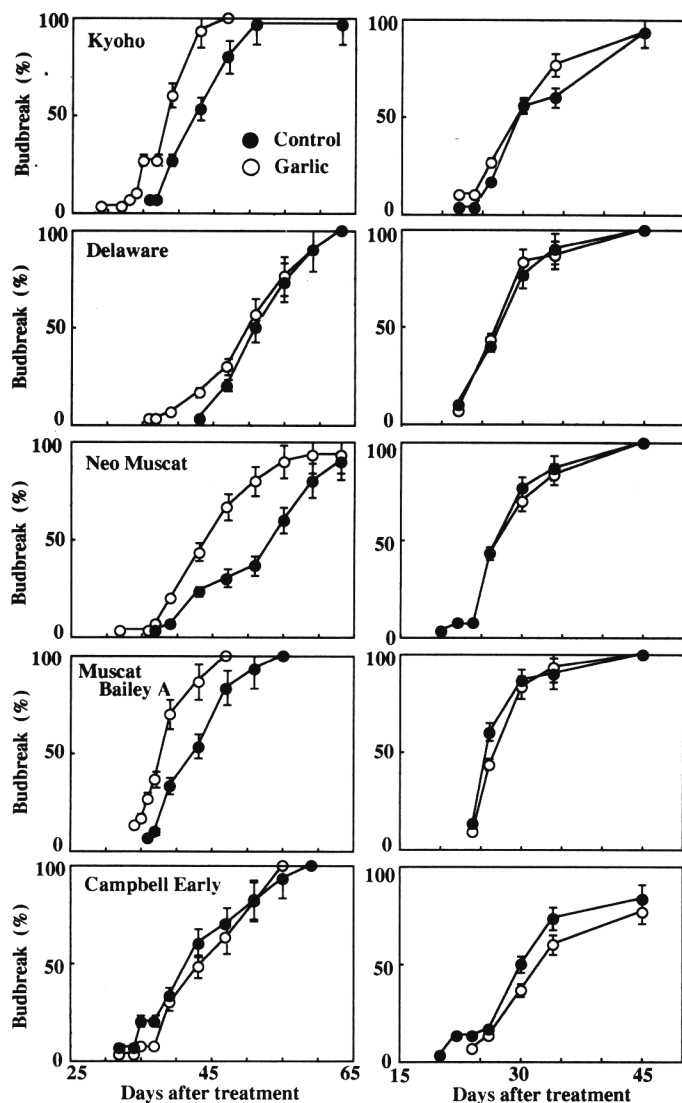 Kyoho
100
50
0
Budbreak (%)
Control
Garlic
Delaware
100
50
0
Budbreak (%)
Neo Muscat
100
50
0
Budbreak (%)
Muscat
Bailey A
100
50
0
Budbreak (%)
Campbell Early
100
50
0
Budbreak (%)
25 45 65
Days after treatment
100
50
0
100
50
0
100
50
0
100
50
0
100
50
0
15 30 45
Days after treatment